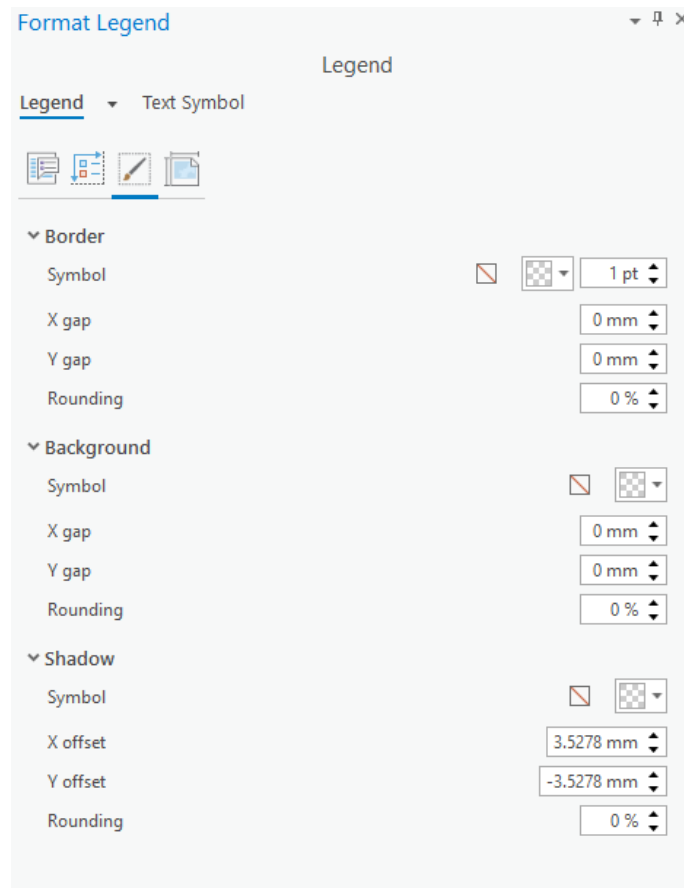 Format Legend
Legend
Legend Text Symbol
Border
Symbol 1 pt
X gap 0 mm
Y gap 0 mm
Rounding 0 %
Background
Symbol
X gap 0 mm
Y gap 0 mm
Rounding 0 %
Shadow
Symbol
X offset 3.5278 mm
Y offset -3.5278 mm
Rounding 0 %